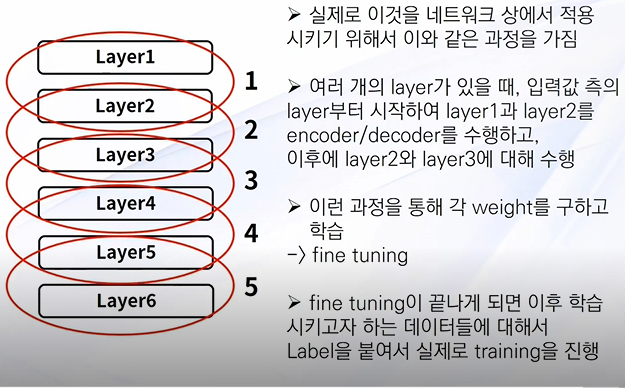 Layer1
Layer2
Layer3
Layer4
Layer5
Layer6
1
2
3
4
5
➢ 실제로 이것을 네트워크 상에서 적용
시키기 위해서 이와 같은 과정을 가짐
➢ 여러 개의 layer가 있을 때, 입력값 측의
layer부터 시작하여 layer1과 layer2를
encoder/decoder를 수행하고,
이후에 layer2와 layer3에 대해 수행
➢ 이런 과정을 통해 각 weight를 구하고
학습
-> fine tuning
➢ fine tuning이 끝나게 되면 이후 학습
시키고자 하는 데이터들에 대해서
Label을 붙여서 실제로 training을 진행